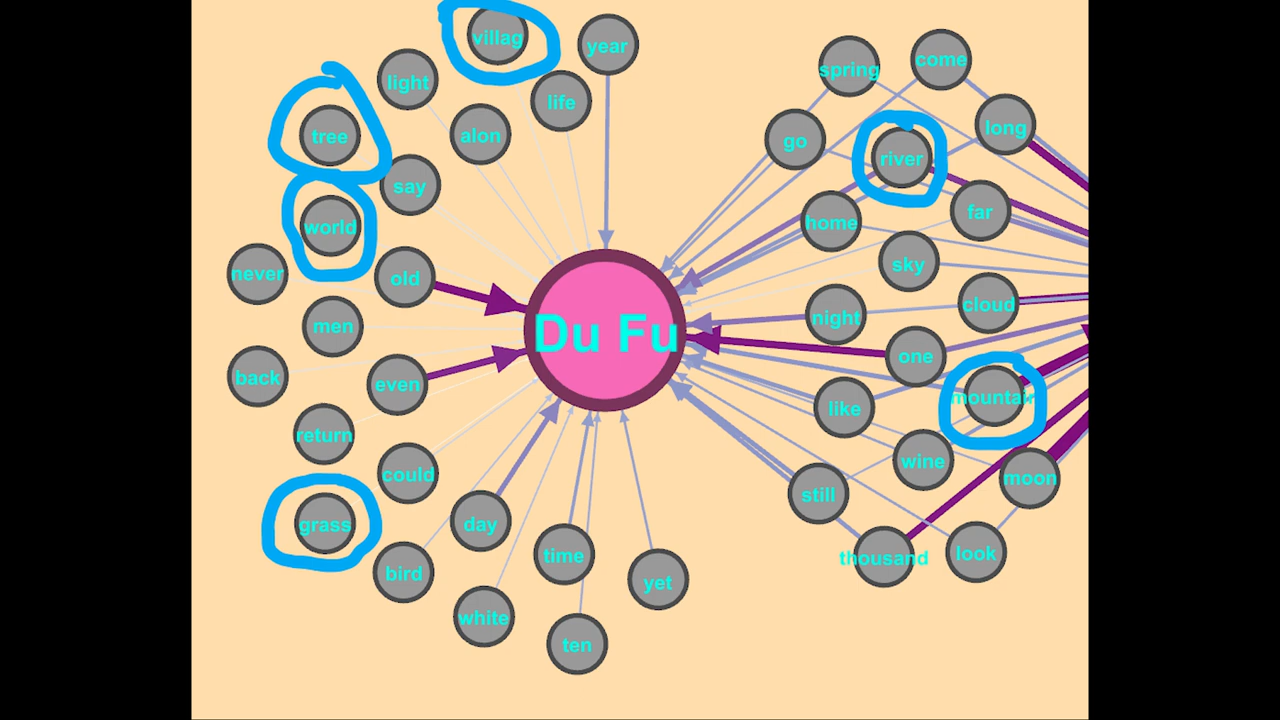 villag
year
light
life
tree
alon
say
world
never
old
men
back
even
return
could
grass
day
bird
time
white
yet
ten
Du Fu
spring
come
go
long
river
home
far
sky
cloud
night
one
mountain
like
wine
moon
still
thousand
look